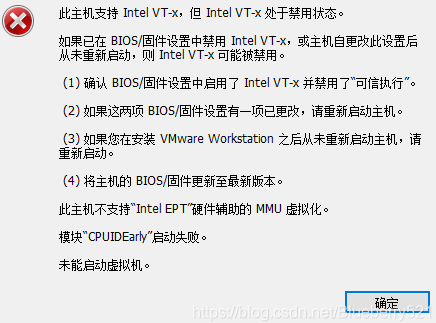 此主机支持 Intel VT-x，但 Intel VT-x 处于禁用状态。
如果已在 BIOS/固件设置中禁用 Intel VT-x，或主机自更改此设置后
从未重新启动，则 Intel VT-x 可能被禁用。
(1) 确认 BIOS/固件设置中启用了 Intel VT-x 并禁用了“可信执行”。
(2) 如果这两项 BIOS/固件设置有一项已更改，请重新启动主机。
(3) 如果您在安装 VMware Workstation 之后从未重新启动主机，请
重新启动。
(4) 将主机的 BIOS/固件更新至最新版本。
此主机不支持“Intel EPT”硬件辅助的 MMU 虚拟化。
模块“CPUIDEarly”启动失败。
未能启动虚拟机。
确定
https://blog.csdn.net/Blueberry521